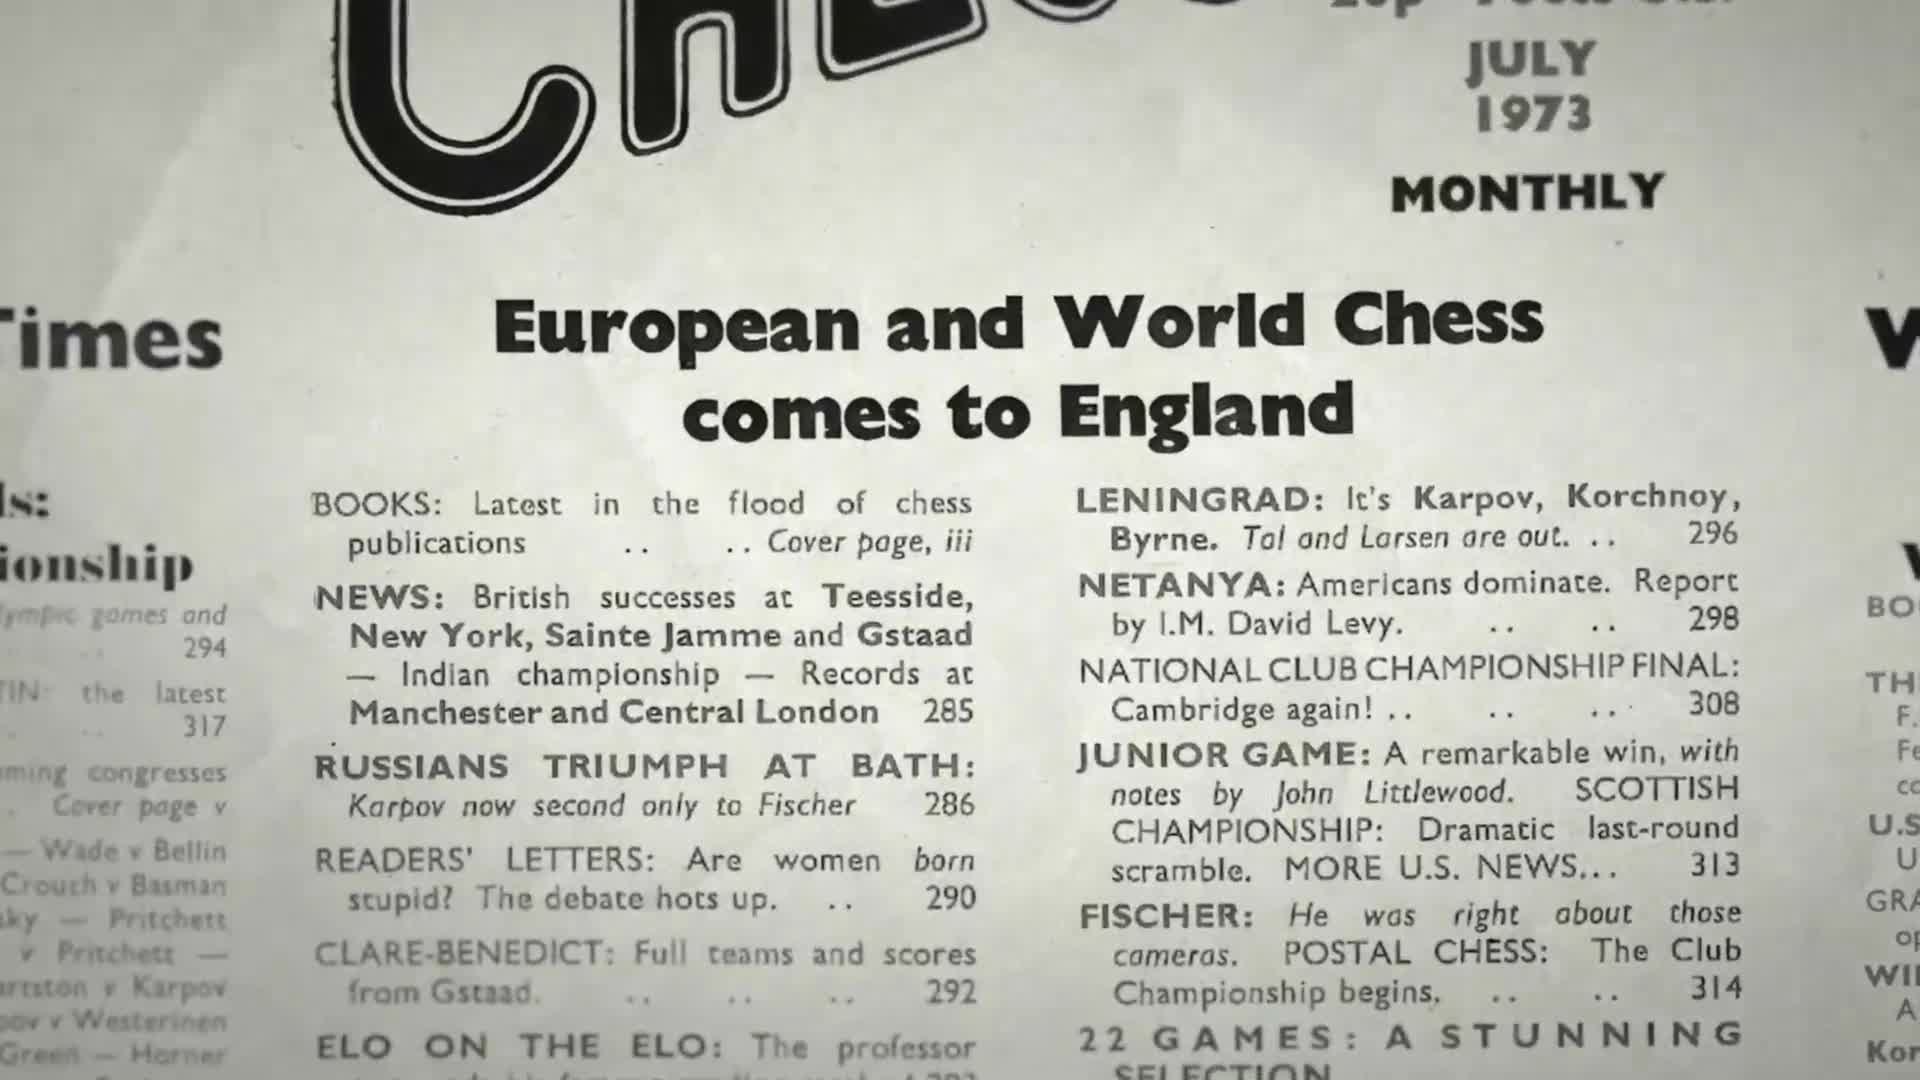 CHESS
JULY
1973
MONTHLY
European and World Chess
comes to England
BOOKS: Latest in the flood of chess
publications .. .. Cover page, iii
NEWS: British successes at Teesside,
New York, Sainte Jamme and Gstaad
— Indian championship — Records at
Manchester and Central London 285
RUSSIANS TRIUMPH AT BATH:
Karpov now second only to Fischer 286
READERS' LETTERS: Are women born
stupid? The debate hots up. .. 290
CLARE-BENEDICT: Full teams and scores
from Gstaad. .. .. .. 292
ELO ON THE ELO: The professor
LENINGRAD: It's Karpov, Korchnoy,
Byrne. Tal and Larsen are out. .. 296
NETANYA: Americans dominate. Report
by I.M. David Levy. .. .. 298
NATIONAL CLUB CHAMPIONSHIP FINAL:
Cambridge again! .. .. .. 308
JUNIOR GAME: A remarkable win, with
notes by John Littlewood. SCOTTISH
CHAMPIONSHIP: Dramatic last-round
scramble. MORE U.S. NEWS... 313
FISCHER: He was right about those
cameras. POSTAL CHESS: The Club
Championship begins. .. .. 314
22 GAMES: A STUNNING
SELECTION
Times
games and
294
the latest
317
congresses
Cover page v
— Wade v Bellin
Crouch v Basman
— Pritchett
v Pritchett —
v Karpov
v Westerinen
Green — Horner
U.S